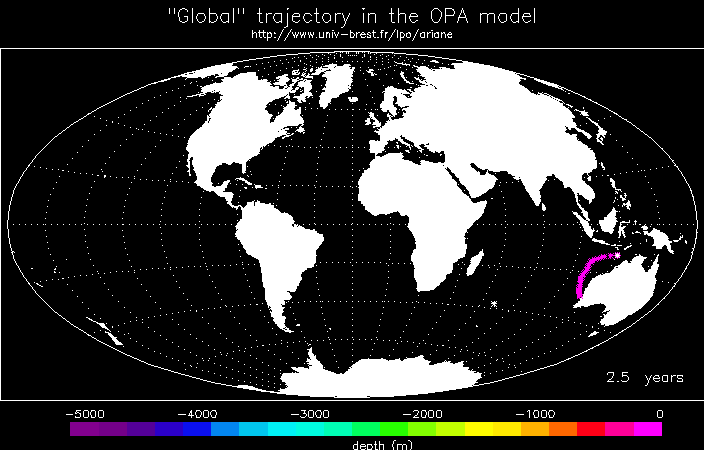 "Global" trajectory in the OPA model
http://www.univ-brest.fr/lpo/ariane
2.5 years
-5000 -4000 -3000 -2000 -1000 0
depth (m)